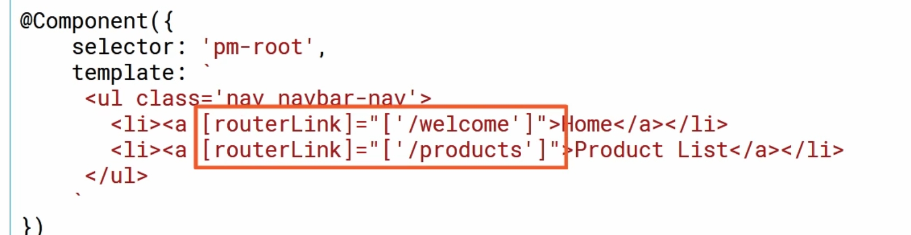 @Component({
    selector: 'pm-root',
    template: `
     <ul class='nav navbar-nav'>
       <li><a [routerLink]="['/welcome']">Home</a></li>
       <li><a [routerLink]="['/products']">Product List</a></li>
     </ul>
    `
})